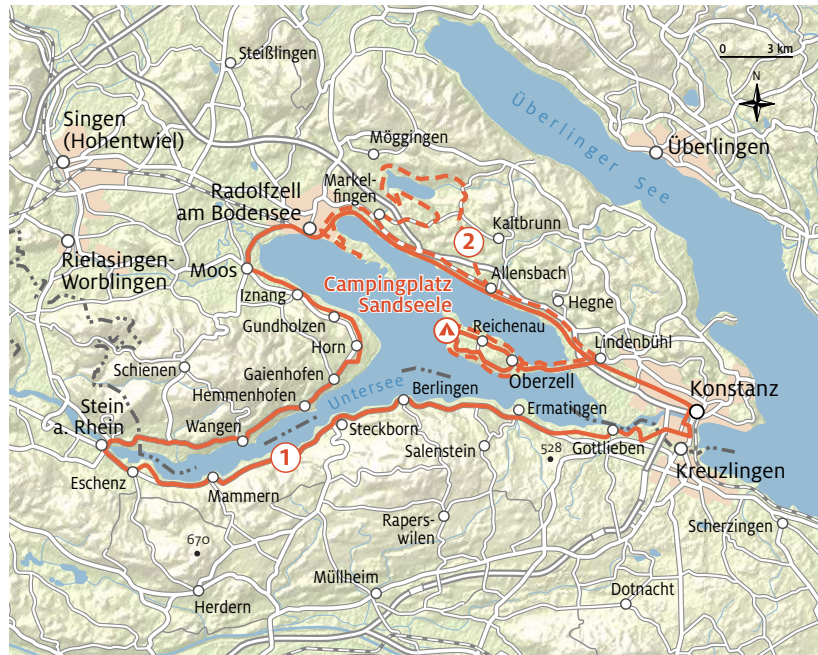 Steißlingen
0 3 km
N
Singen
(Hohentwiel)
Möggingen
Überlinger See
Überlingen
Radolfzell
am Bodensee
Markel-
fingen
Kaltbrunn
2
Rielasingen-
Worblingen
Moos
Campingplatz
Sandseele
Allensbach
Iznang
Hegne
Gundholzen
Reichenau
Lindenbühl
Horn
Schienen
Gaienhofen
Oberzell
Untersee
Berlingen
Konstanz
Hemmenhofen
Stein
a. Rhein
Ermatingen
Wangen
Steckborn
1
Salenstein
528
Gottlieben
Kreuzlingen
Eschenz
Mammern
Rapers-
wilen
Scherzingen
670
Müllheim
Dotnacht
Herdern